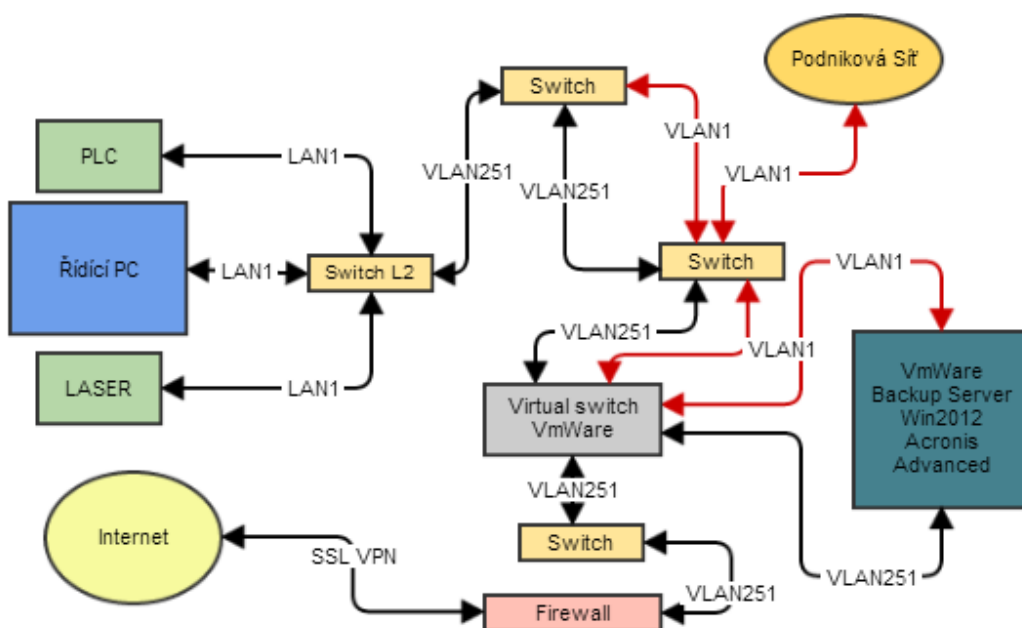 Podniková Síť
Switch
PLC
LAN1
VLAN251
VLAN1
VLAN1
VLAN251
Řídící PC
LAN1
Switch L2
Switch
VLAN1
VLAN251
VLAN1
LASER
LAN1
Virtual switch
VmWare
VmWare
Backup Server
Win2012
Acronis
Advanced
VLAN251
Internet
Switch
SSL VPN
VLAN251
VLAN251
Firewall